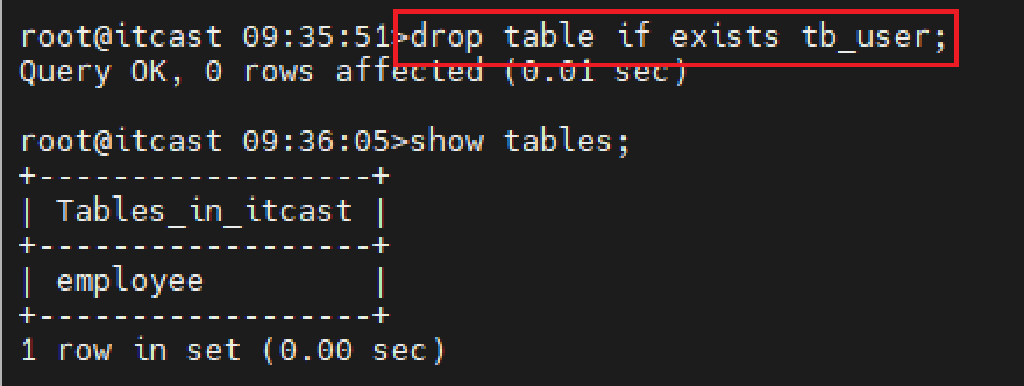 root@itcast 09:35:51>drop table if exists tb_user;
Query OK, 0 rows affected (0.01 sec)
root@itcast 09:36:05>show tables;
+------------------+
| Tables_in_itcast |
+------------------+
| employee         |
+------------------+
1 row in set (0.00 sec)